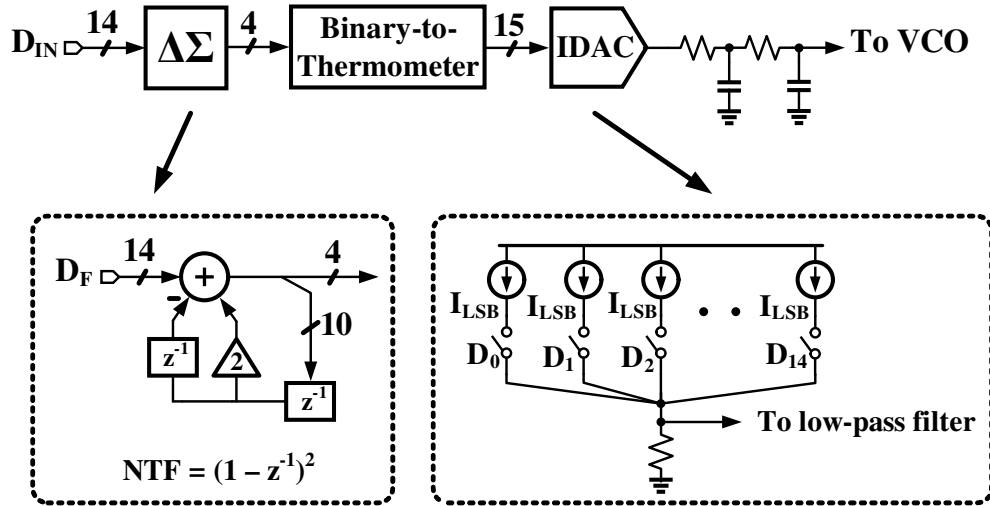 D_IN
14
ΔΣ
4
Binary-to-
Thermometer
15
IDAC
To VCO
D_F
14
+
4
-
10
z⁻¹
2
z⁻¹
NTF = (1 – z⁻¹)²
I_LSB
I_LSB
I_LSB
I_LSB
D_0
D_1
D_2
D_14
To low-pass filter